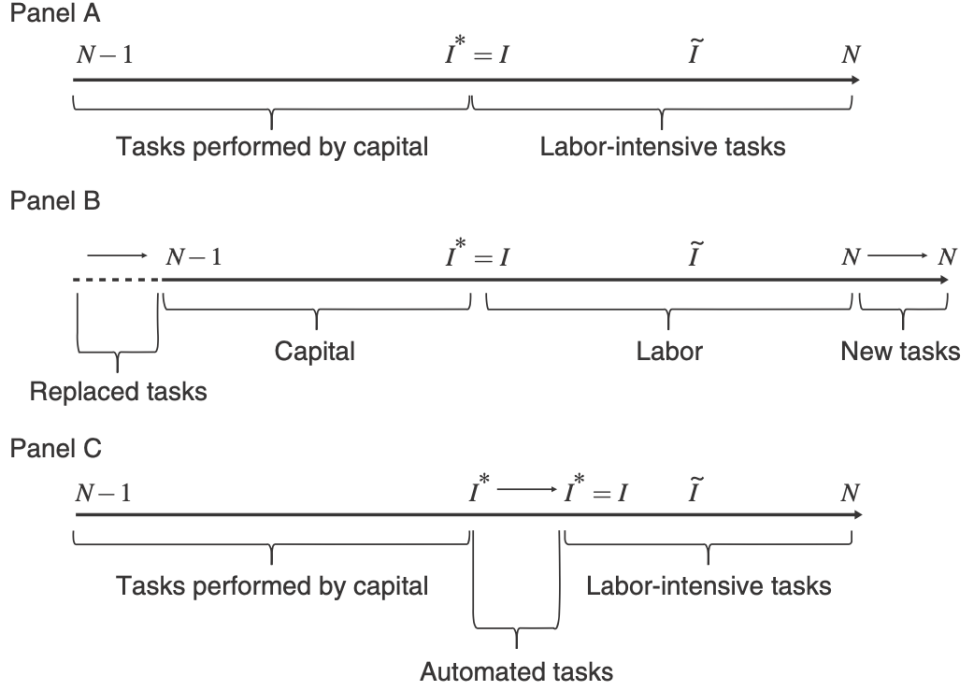 Panel A
N − 1 I* = I Ĩ N
Tasks performed by capital Labor-intensive tasks
Panel B
N − 1 I* = I Ĩ N N
Capital Labor New tasks
Replaced tasks
Panel C
N − 1 I* I* = I Ĩ N
Tasks performed by capital Labor-intensive tasks
Automated tasks